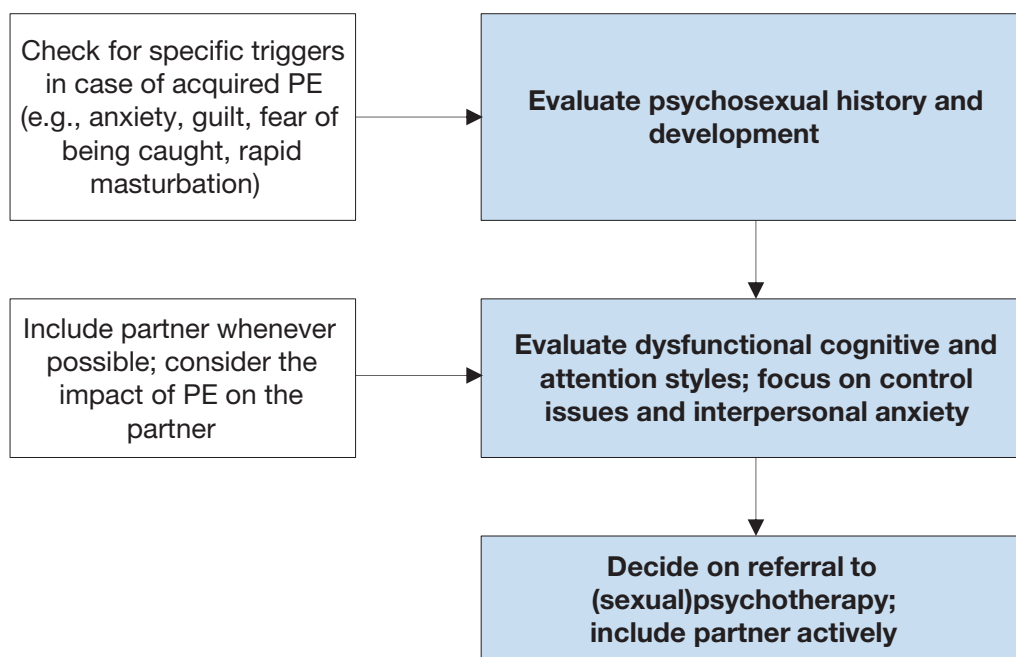 Check for specific triggers
in case of acquired PE
(e.g., anxiety, guilt, fear of
being caught, rapid
masturbation)
Evaluate psychosexual history and
development
Include partner whenever
possible; consider the
impact of PE on the
partner
Evaluate dysfunctional cognitive and
attention styles; focus on control
issues and interpersonal anxiety
Decide on referral to
(sexual)psychotherapy;
include partner actively